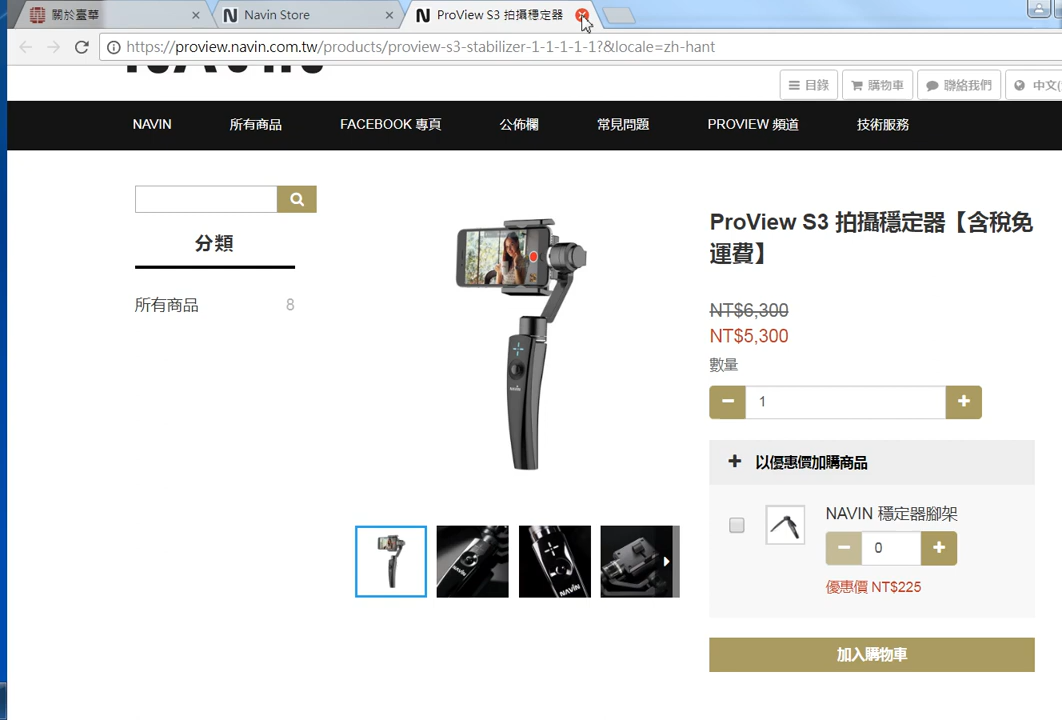 關於臺華
Navin Store
ProView S3 拍攝穩定器
https://proview.navin.com.tw/products/proview-s3-stabilizer-1-1-1-1-1?&locale=zh-hant
NAVIN
目錄
購物車
聯絡我們
中文(
NAVIN
所有商品
FACEBOOK 專頁
公佈欄
常見問題
PROVIEW 頻道
技術服務
分類
所有商品 8
ProView S3 拍攝穩定器【含稅免
運費】
NT$6,300
NT$5,300
數量
1
以優惠價加購商品
NAVIN 穩定器腳架
0
優惠價 NT$225
加入購物車
NAVIN